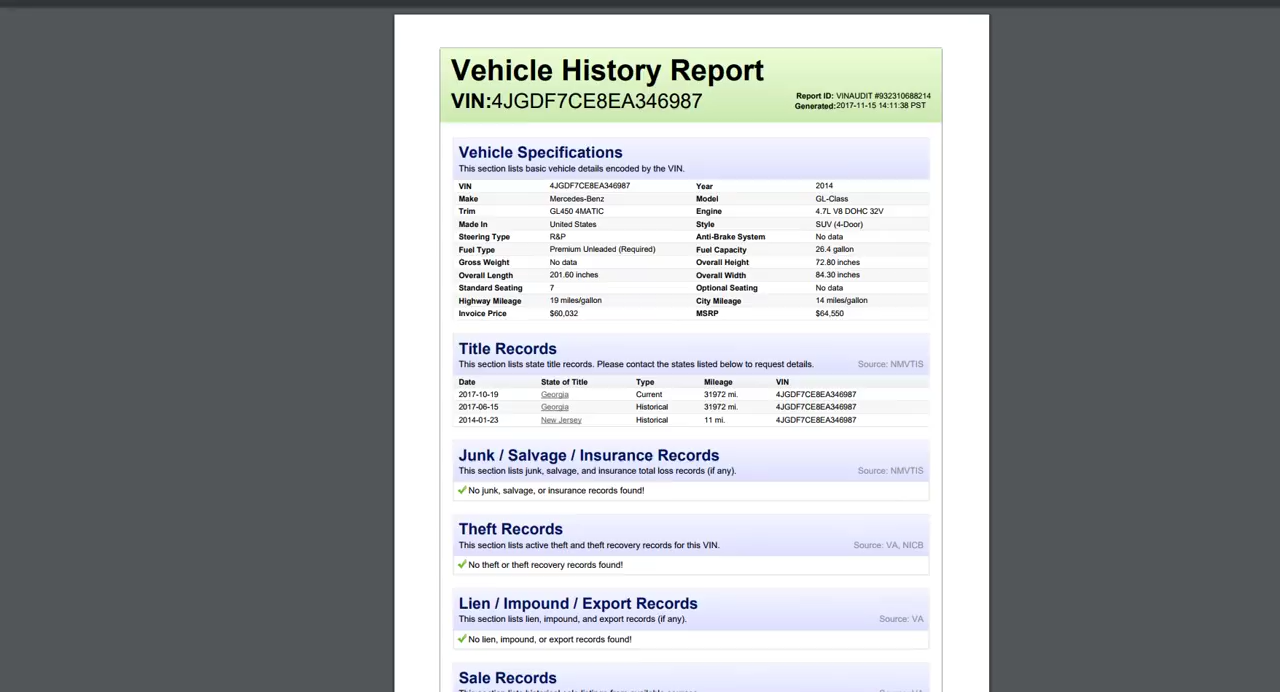 Vehicle History Report
VIN:4JGDF7CE8EA346987
Report ID: VINAUDIT #932310688214
Generated:2017-11-15 14:11:38 PST
Vehicle Specifications
This section lists basic vehicle details encoded by the VIN.
VIN 4JGDF7CE8EA346987 Year 2014
Make Mercedes-Benz Model GL-Class
Trim GL450 4MATIC Engine 4.7L V8 DOHC 32V
Made In United States Style SUV (4-Door)
Steering Type R&P Anti-Brake System No data
Fuel Type Premium Unleaded (Required) Fuel Capacity 26.4 gallon
Gross Weight No data Overall Height 72.80 inches
Overall Length 201.60 inches Overall Width 84.30 inches
Standard Seating 7 Optional Seating No data
Highway Mileage 19 miles/gallon City Mileage 14 miles/gallon
Invoice Price $60,032 MSRP $64,550
Title Records
This section lists state title records. Please contact the states listed below to request details. Source: NMVTIS
Date State of Title Type Mileage VIN
2017-10-19 Georgia Current 31972 mi. 4JGDF7CE8EA346987
2017-06-15 Georgia Historical 31972 mi. 4JGDF7CE8EA346987
2014-01-23 New Jersey Historical 11 mi. 4JGDF7CE8EA346987
Junk / Salvage / Insurance Records
This section lists junk, salvage, and insurance total loss records (if any). Source: NMVTIS
No junk, salvage, or insurance records found!
Theft Records
This section lists active theft and theft recovery records for this VIN. Source: VA, NICB
No theft or theft recovery records found!
Lien / Impound / Export Records
This section lists lien, impound, and export records (if any). Source: VA
No lien, impound, or export records found!
Sale Records